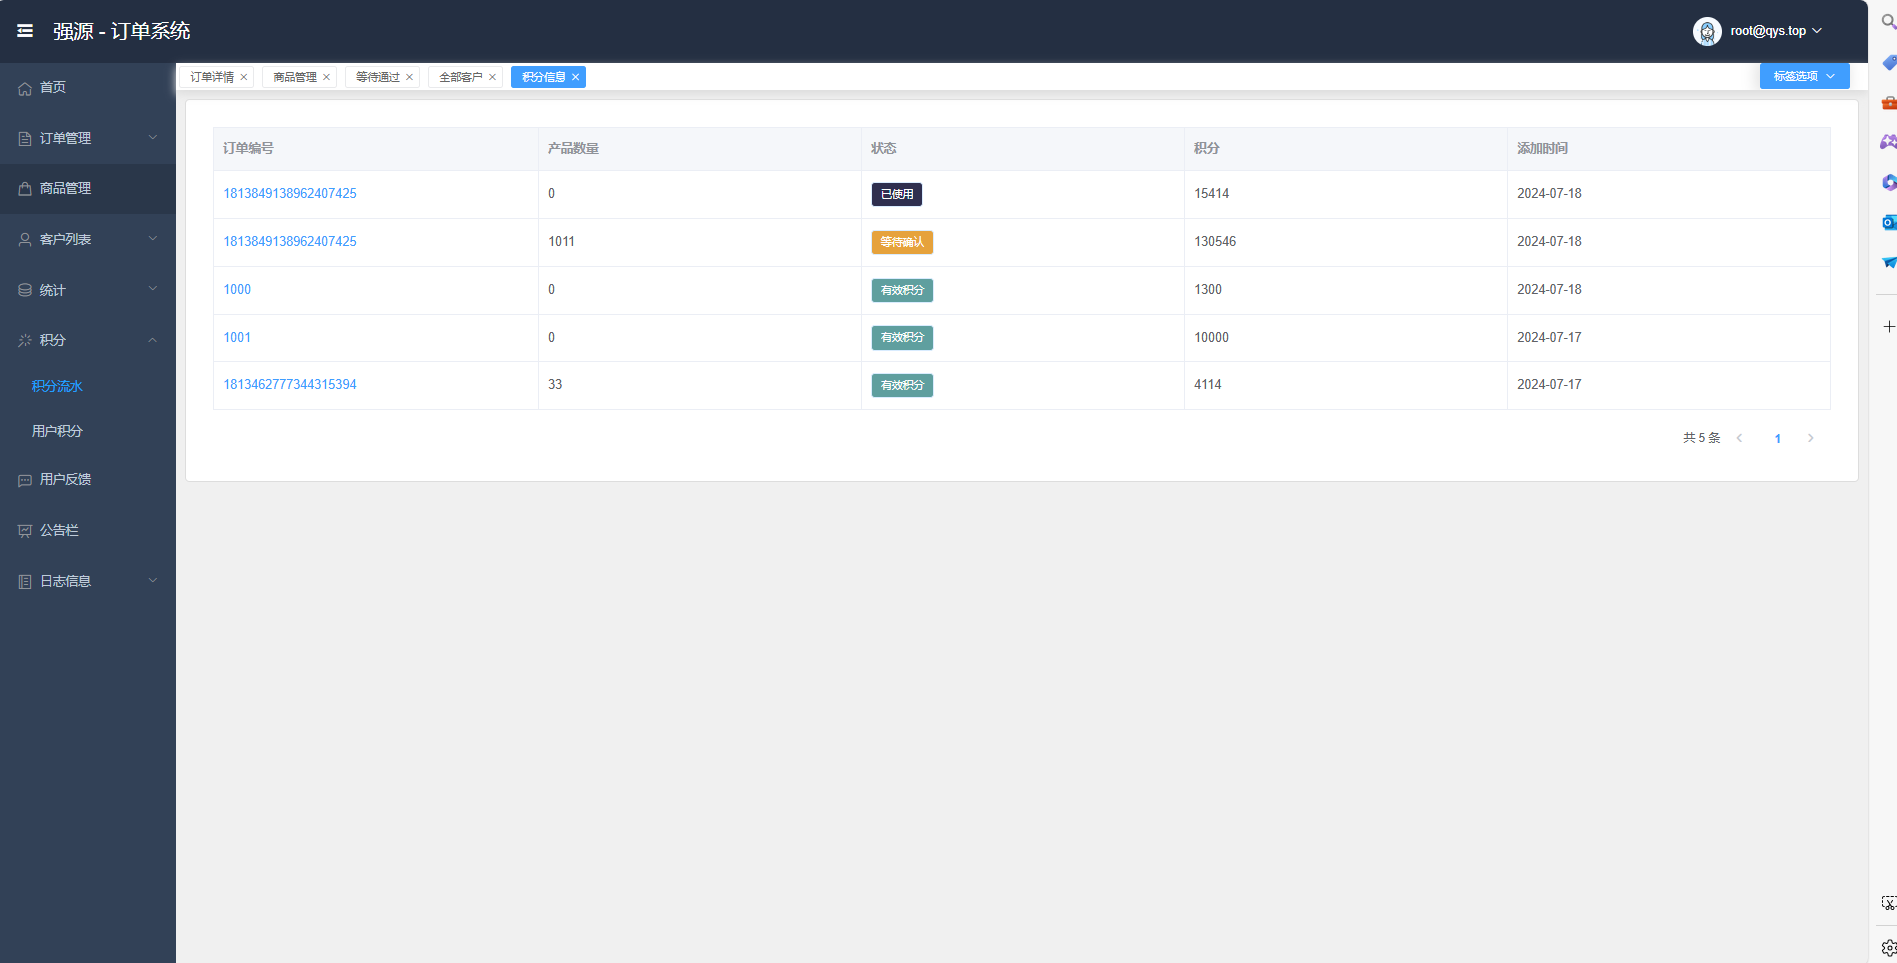 强源 - 订单系统
root@qys.top
首页
订单管理
商品管理
客户列表
统计
积分
积分流水
用户积分
用户反馈
公告栏
日志信息
订单详情 商品管理 等待通过 全部客户 积分信息 标签选项
订单编号 产品数量 状态 积分 添加时间
1813849138962407425 0 已使用 15414 2024-07-18
1813849138962407425 1011 等待确认 130546 2024-07-18
1000 0 有效积分 1300 2024-07-18
1001 0 有效积分 10000 2024-07-17
1813462777344315394 33 有效积分 4114 2024-07-17
共 5 条 1